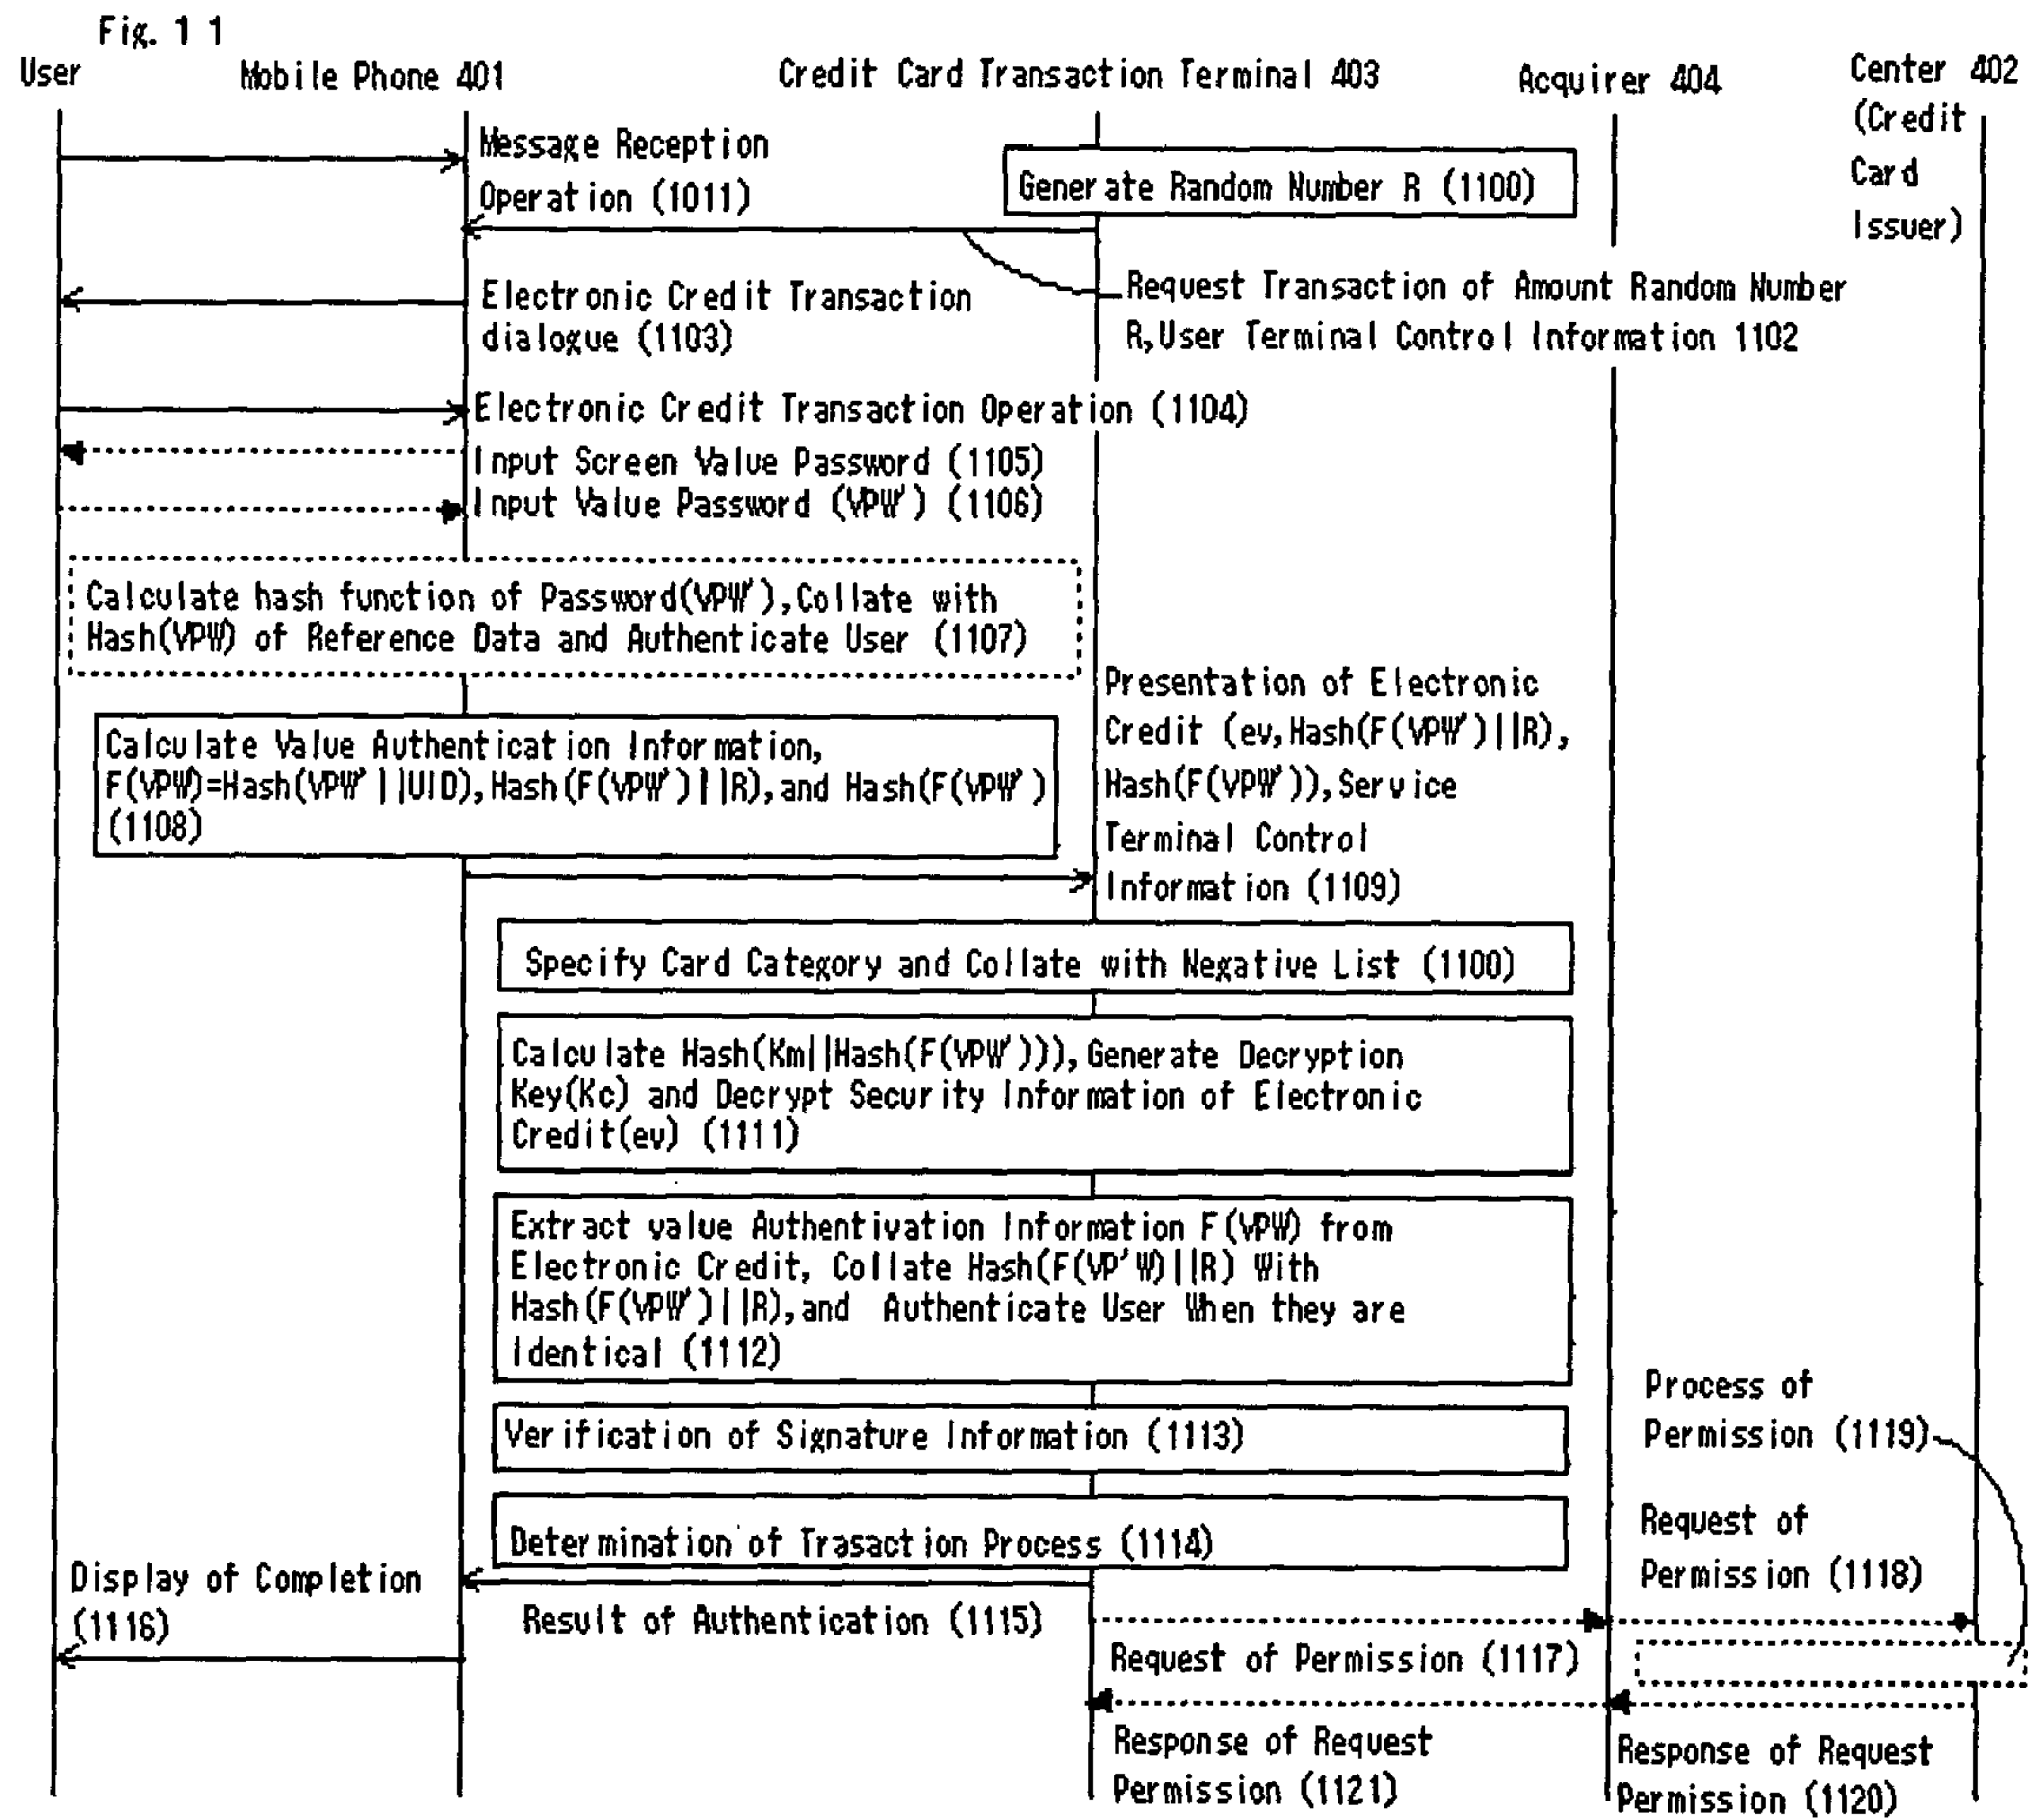 Fig. 1 1
User
Mobile Phone 401
Credit Card Transaction Terminal 403
Acquirer 404
Center 402
(Credit
Card
Issuer)
Message Reception
Operation (1011)
Generate Random Number R (1100)
Request Transaction of Amount Random Number
R,User Terminal Control Information 1102
Electronic Credit Transaction
dialogue (1103)
Electronic Credit Transaction Operation (1104)
Input Screen Value Password (1105)
Input Value Password (VPW') (1106)
Calculate hash function of Password(VPW'),Collate with
Hash(VPW) of Reference Data and Authenticate User (1107)
Calculate Value Authentication Information,
F(VPW)=Hash(VPW'||UID),Hash(F(VPW')||R),and Hash(F(VPW')
(1108)
Presentation of Electronic
Credit (ev,Hash(F(VPW')||R),
Hash(F(VPW')),Service
Terminal Control
Information (1109)
Specify Card Category and Collate with Negative List (1100)
Calculate Hash(Km||Hash(F(VPW'))),Generate Decryption
Key(Kc) and Decrypt Security Information of Electronic
Credit(ev) (1111)
Extract value Authentivation Information F(VPW) from
Electronic Credit, Collate Hash(F(VP'W)||R) With
Hash(F(VPW')||R),and Authenticate User When they are
Identical (1112)
Verification of Signature Information (1113)
Determination of Trasaction Process (1114)
Process of
Permission (1119)
Request of
Permission (1118)
Display of Completion
(1116)
Result of Authentication (1115)
Request of Permission (1117)
Response of Request
Permission (1121)
Response of Request
Permission (1120)